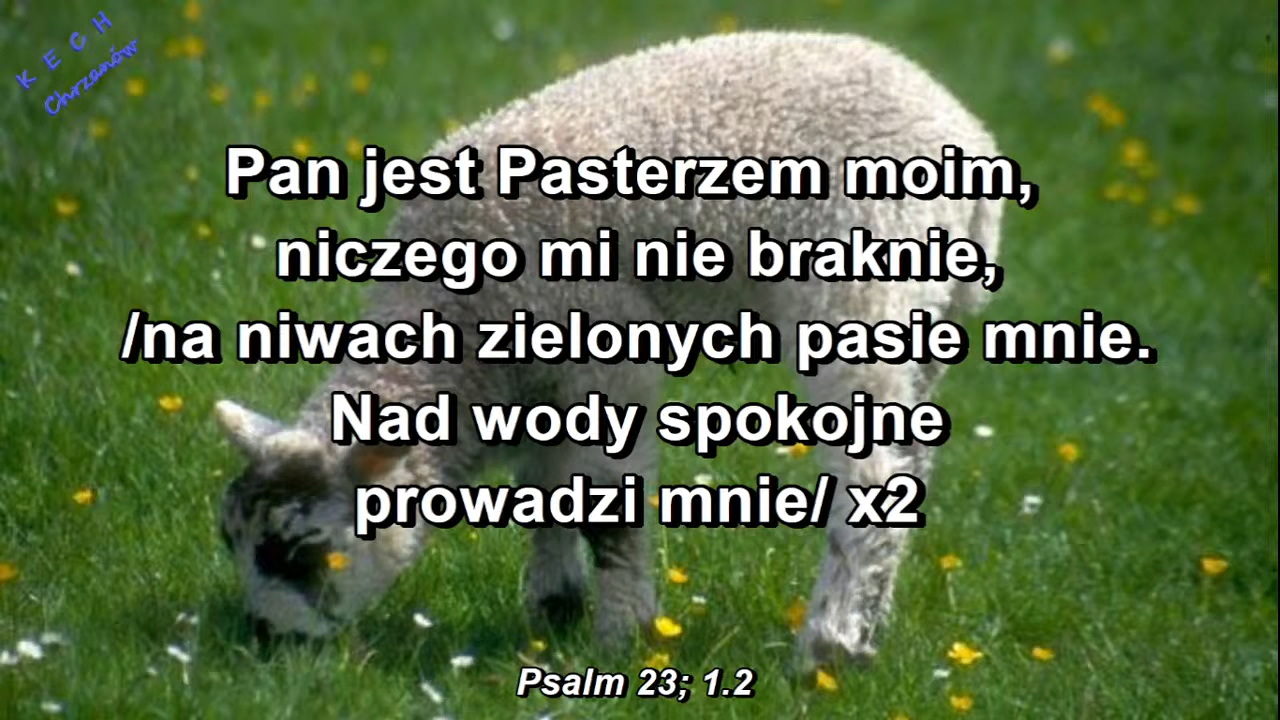 K E C H
Chrzanów
Pan jest Pasterzem moim,
niczego mi nie braknie,
/na niwach zielonych pasie mnie.
Nad wody spokojne
prowadzi mnie/ x2
Psalm 23; 1.2